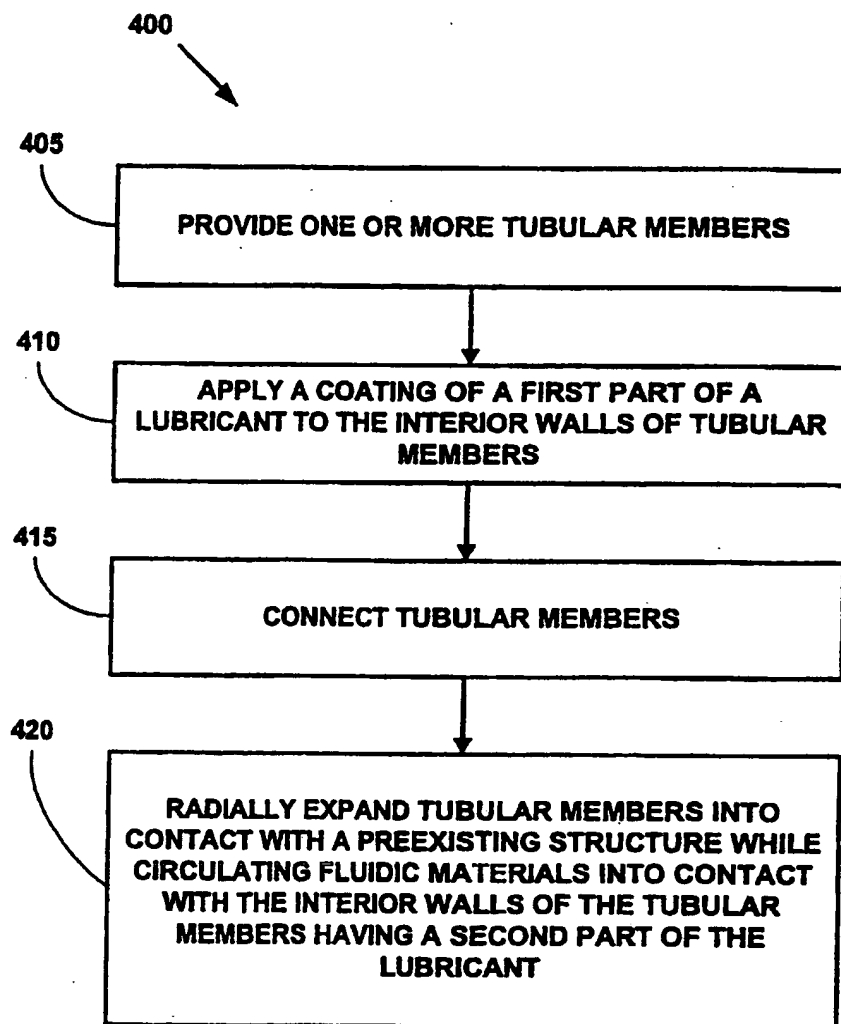 400
405
PROVIDE ONE OR MORE TUBULAR MEMBERS
410
APPLY A COATING OF A FIRST PART OF A
LUBRICANT TO THE INTERIOR WALLS OF TUBULAR
MEMBERS
415
CONNECT TUBULAR MEMBERS
420
RADIALLY EXPAND TUBULAR MEMBERS INTO
CONTACT WITH A PREEXISTING STRUCTURE WHILE
CIRCULATING FLUIDIC MATERIALS INTO CONTACT
WITH THE INTERIOR WALLS OF THE TUBULAR
MEMBERS HAVING A SECOND PART OF THE
LUBRICANT